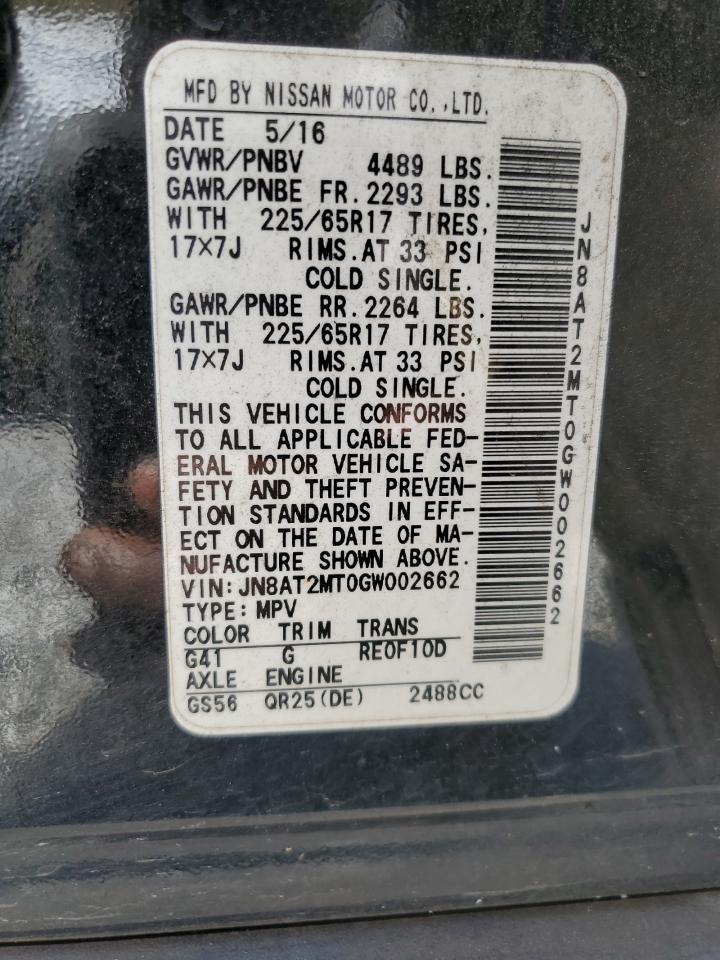 MFD BY NISSAN MOTOR CO.,LTD.
DATE 5/16
GVWR/PNBV 4489 LBS.
GAWR/PNBE FR. 2293 LBS.
WITH 225/65R17 TIRES,
17X7J RIMS. AT 33 PSI
COLD SINGLE.
GAWR/PNBE RR. 2264 LBS.
WITH 225/65R17 TIRES,
17X7J RIMS. AT 33 PSI
COLD SINGLE.
THIS VEHICLE CONFORMS
TO ALL APPLICABLE FED-
ERAL MOTOR VEHICLE SA-
FETY AND THEFT PREVEN-
TION STANDARDS IN EFF-
ECT ON THE DATE OF MA-
NUFACTURE SHOWN ABOVE.
VIN: JN8AT2MT0GW002662
TYPE: MPV
COLOR TRIM TRANS
G41 G RE0F10D
AXLE ENGINE
GS56 QR25(DE) 2488CC
JN8AT2MT0GW002662